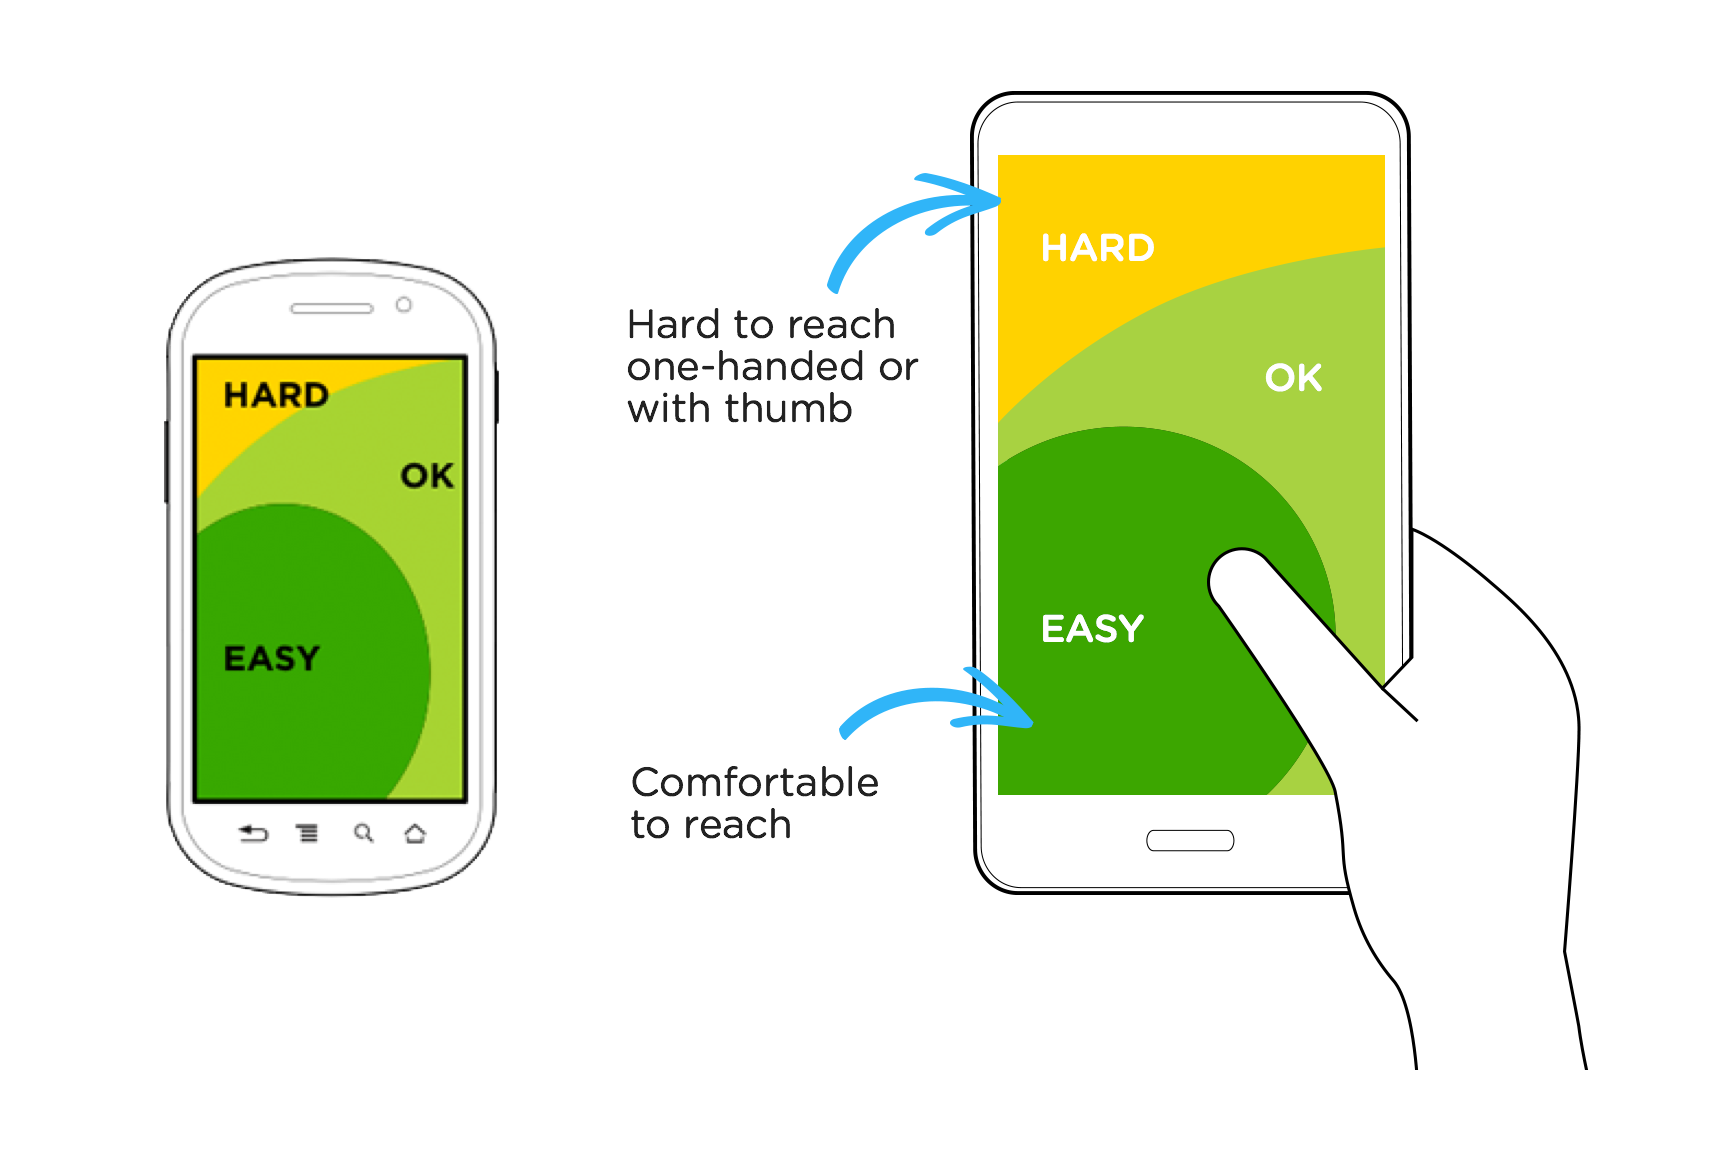 HARD
OK
EASY
Hard to reach
one-handed or
with thumb
Comfortable
to reach
HARD
OK
EASY